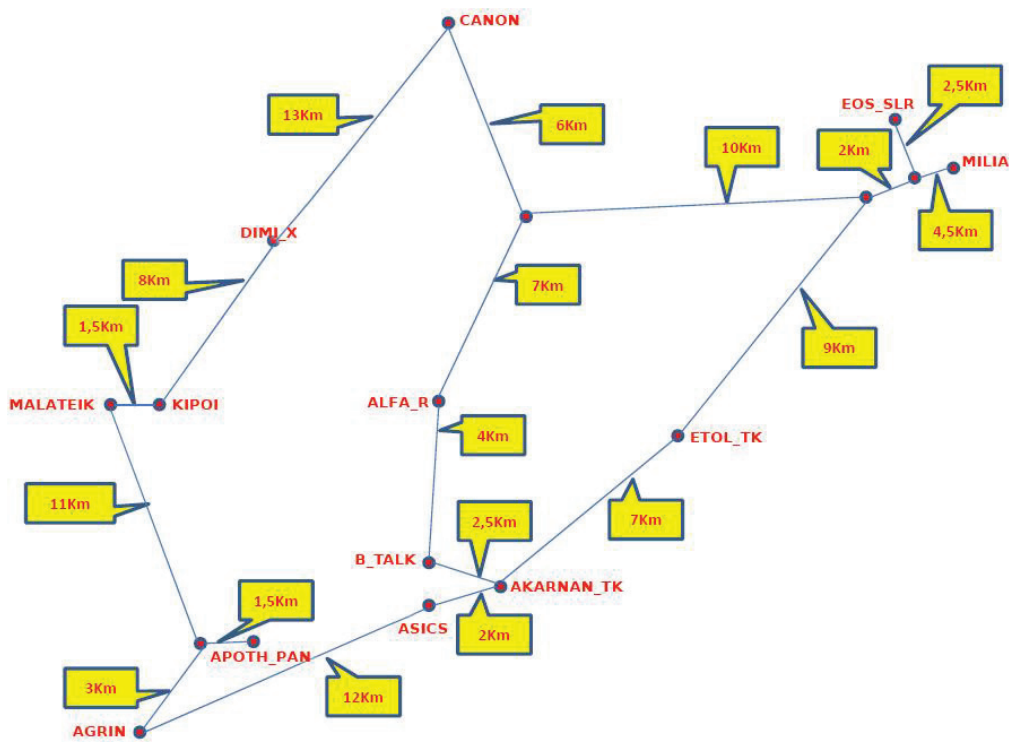 CANON
2,5Km
EOS_SLR
13Km
6Km
10Km
2Km
MILIA
4,5Km
DIMI_X
8Km
7Km
1,5Km
9Km
MALATEIK
KIPOI
ALFA_R
4Km
ETOL_TK
11Km
2,5Km
7Km
B_TALK
AKARNAN_TK
1,5Km
ASICS
2Km
APOTH_PAN
3Km
12Km
AGRIN